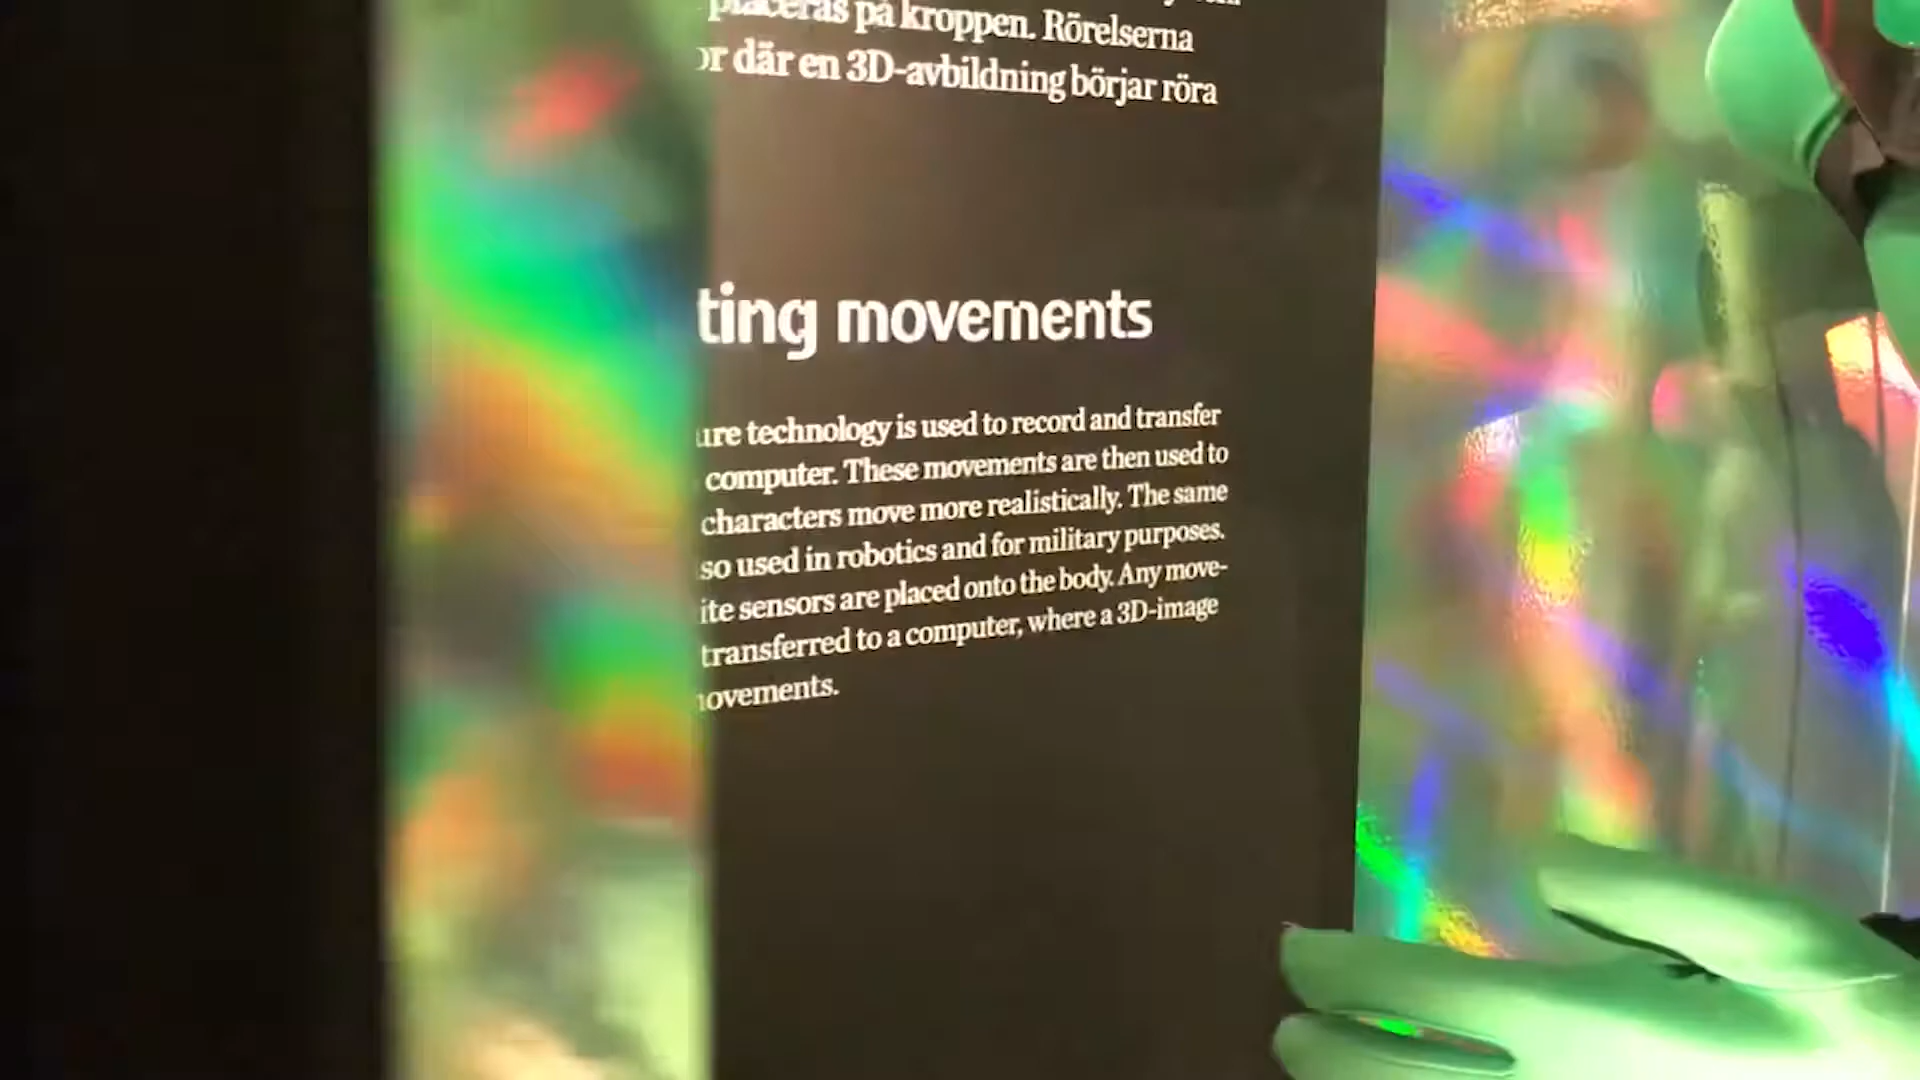 placeras på kroppen. Rörelserna
där en 3D-avbildning börjar röra
ting movements
ure technology is used to record and transfer
computer. These movements are then used to
characters move more realistically. The same
so used in robotics and for military purposes.
ite sensors are placed onto the body. Any move-
transferred to a computer, where a 3D-image
ovements.